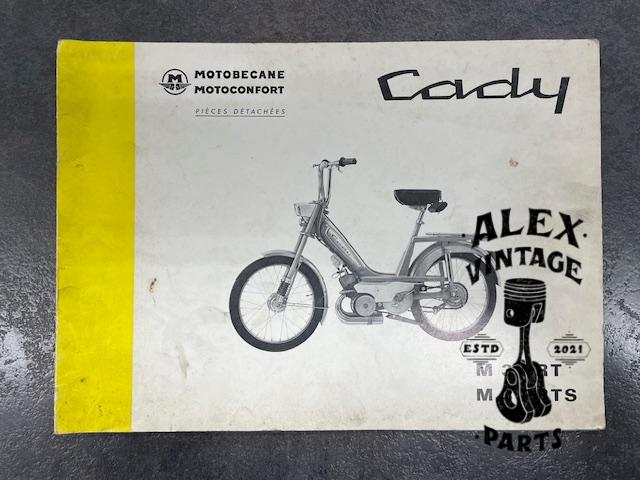 M
MOTOBECANE
MOTOCONFORT
PIÈCES DÉTACHÉES
Cady
ALEX
VINTAGE
ESTD 2021
PARTS